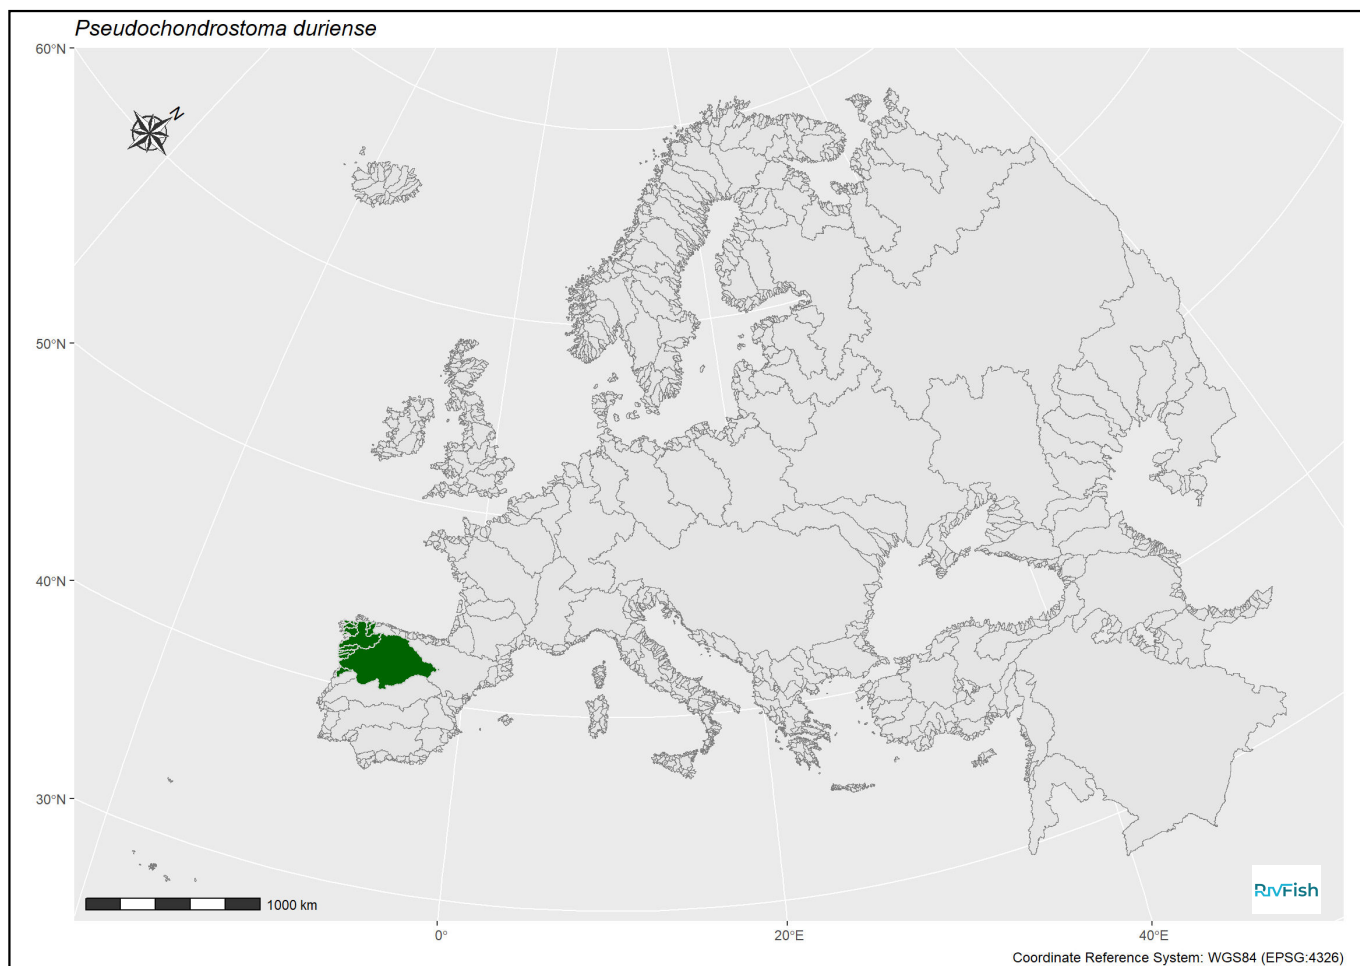 Pseudochondrostoma duriense
60°N
N
50°N
40°N
30°N
1000 km
RIVFish
0°
20°E
40°E
Coordinate Reference System: WGS84 (EPSG:4326)